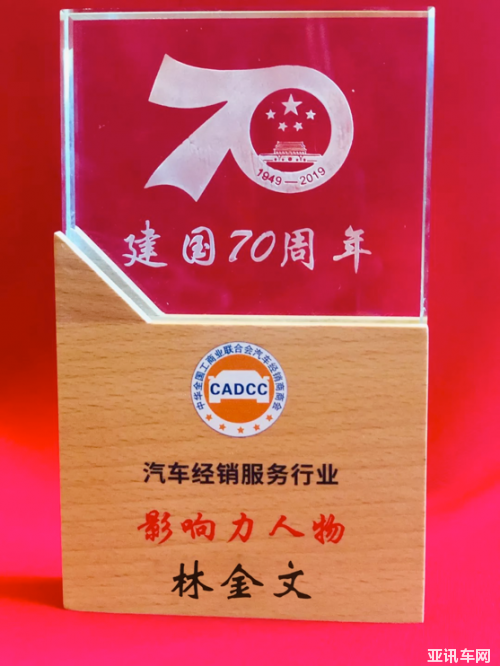 70
1949—2019
建国70周年
中华全国工商业联合会汽车经销商商会
CADCC
汽车经销服务行业
影响力人物
林金文
亚讯车网